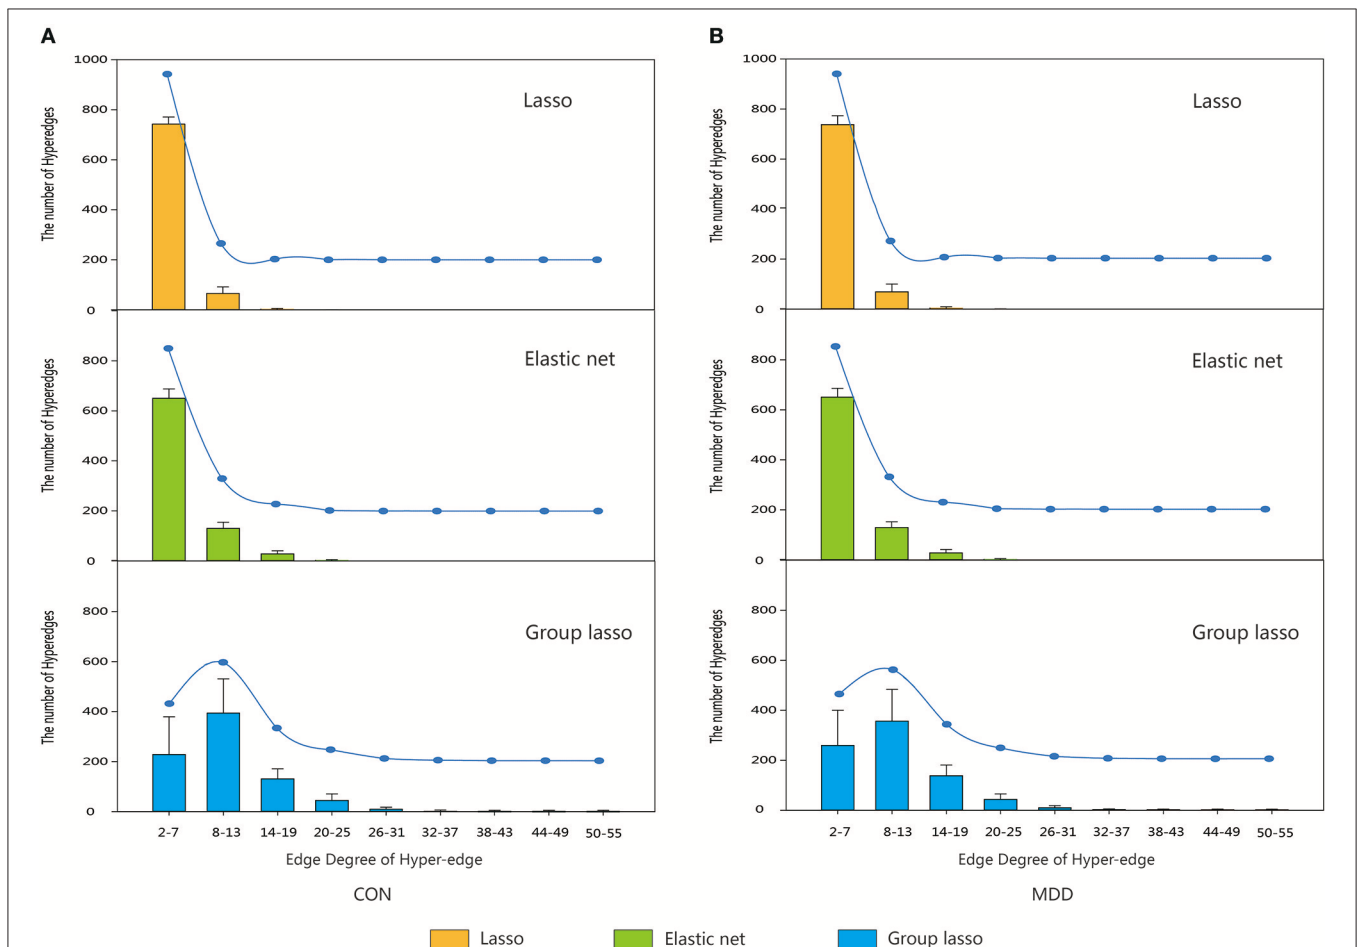 A
B
1000
800
600
400
200
0
The number of Hyperedges
Lasso
1000
800
600
400
200
0
The number of Hyperedges
Lasso
800
600
400
200
0
The number of Hyperedges
Elastic net
800
600
400
200
0
The number of Hyperedges
Elastic net
800
600
400
200
0
The number of Hyperedges
Group lasso
800
600
400
200
0
The number of Hyperedges
Group lasso
2-7 8-13 14-19 20-25 26-31 32-37 38-43 44-49 50-55
Edge Degree of Hyper-edge
CON
2-7 8-13 14-19 20-25 26-31 32-37 38-43 44-49 50-55
Edge Degree of Hyper-edge
MDD
Lasso Elastic net Group lasso